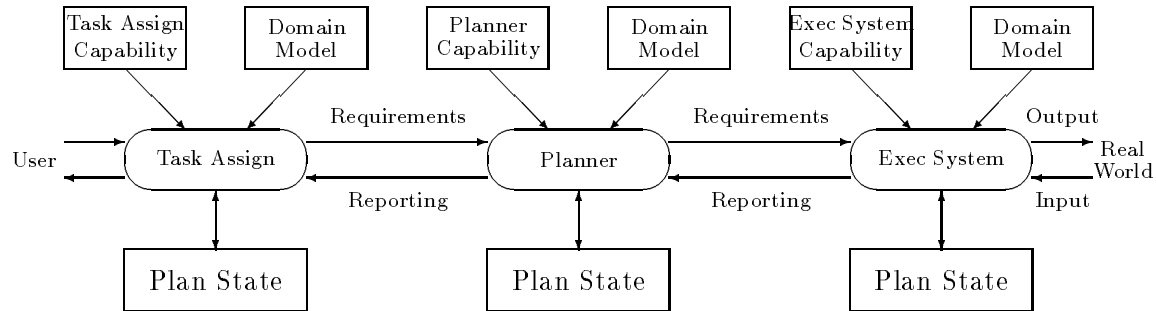 Task Assign
Capability
Domain
Model
Planner
Capability
Domain
Model
Exec System
Capability
Domain
Model
Requirements
Requirements
Output
User
Task Assign
Planner
Exec System
Real
World
Reporting
Reporting
Input
Plan State
Plan State
Plan State